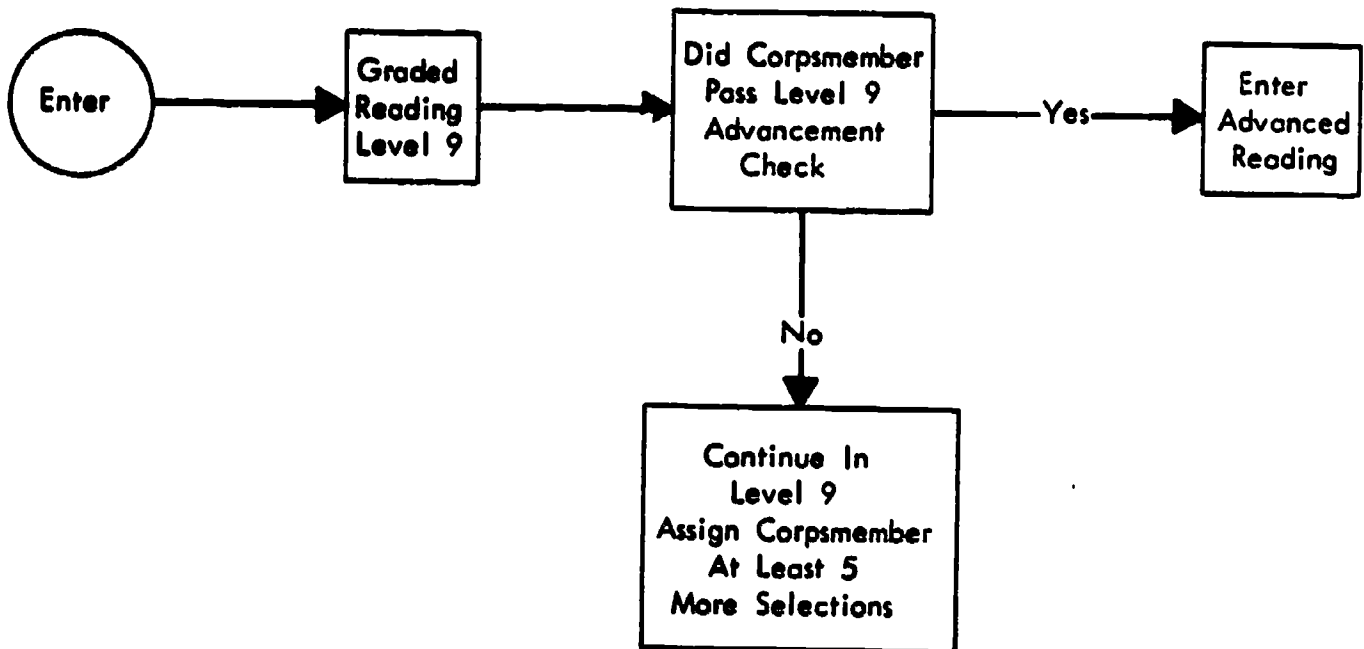 Enter
Graded
Reading
Level 9
Did Corpsmember
Pass Level 9
Advancement
Check
Yes
Enter
Advanced
Reading
No
Continue In
Level 9
Assign Corpsmember
At Least 5
More Selections